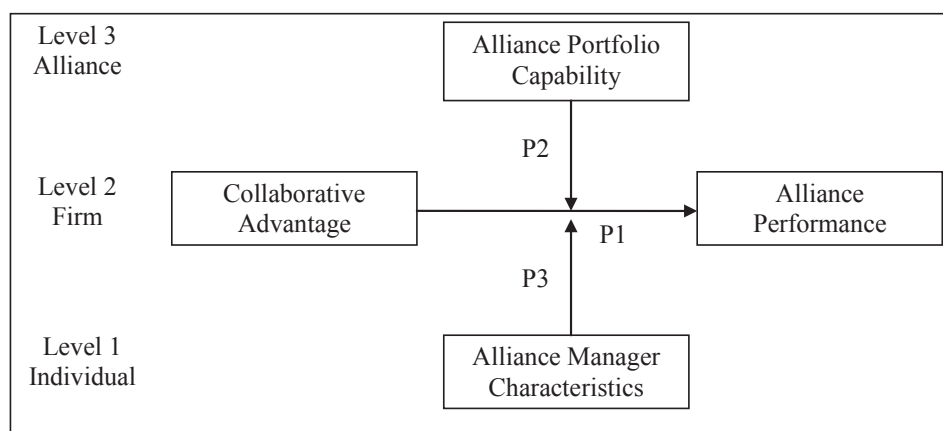 Level 3
Alliance
Alliance Portfolio
Capability
P2
Level 2
Firm
Collaborative
Advantage
Alliance
Performance
P1
P3
Level 1
Individual
Alliance Manager
Characteristics